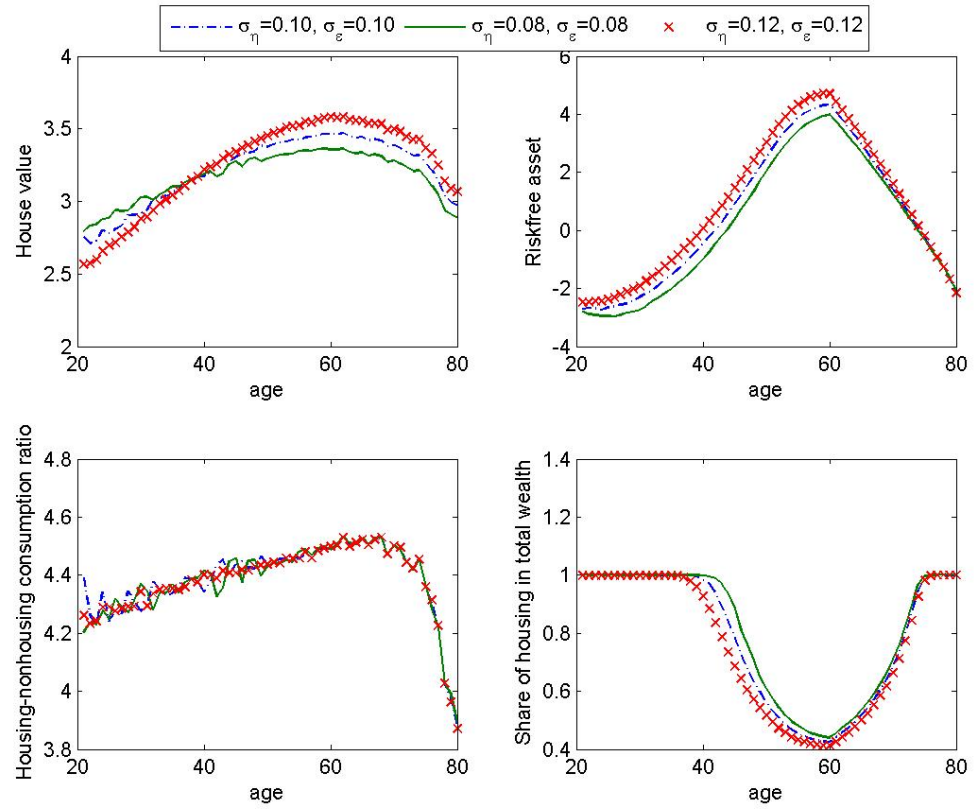 σ_η=0.10, σ_ε=0.10 σ_η=0.08, σ_ε=0.08 σ_η=0.12, σ_ε=0.12
House value
4
3.5
3
2.5
2
20 40 60 80
age
Riskfree asset
6
4
2
0
-2
-4
20 40 60 80
age
Housing-nonhousing consumption ratio
4.8
4.6
4.4
4.2
4
3.8
20 40 60 80
age
Share of housing in total wealth
1.4
1.2
1
0.8
0.6
0.4
20 40 60 80
age